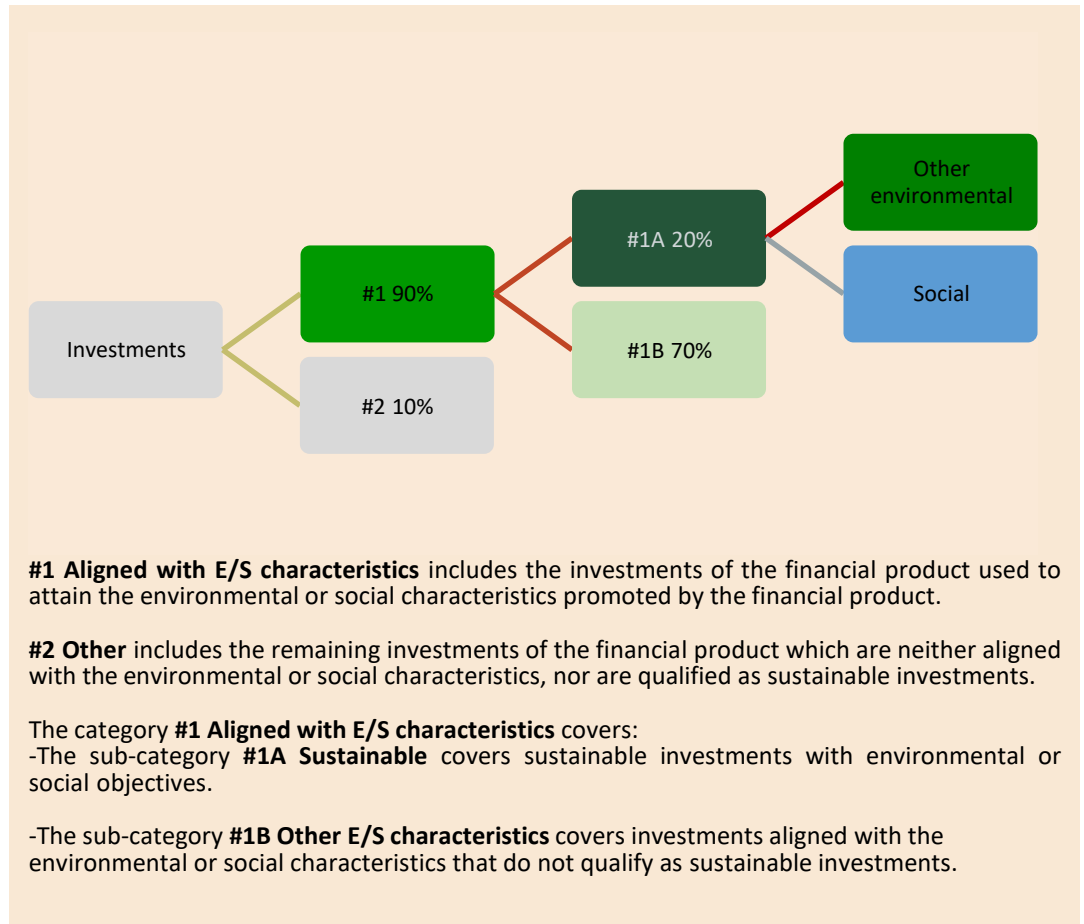 Other
environmental
#1A 20%
#1 90%
Social
Investments
#1B 70%
#2 10%
#1 Aligned with E/S characteristics includes the investments of the financial product used to
attain the environmental or social characteristics promoted by the financial product.
#2 Other includes the remaining investments of the financial product which are neither aligned
with the environmental or social characteristics, nor are qualified as sustainable investments.
The category #1 Aligned with E/S characteristics covers:
-The sub-category #1A Sustainable covers sustainable investments with environmental or
social objectives.
-The sub-category #1B Other E/S characteristics covers investments aligned with the
environmental or social characteristics that do not qualify as sustainable investments.